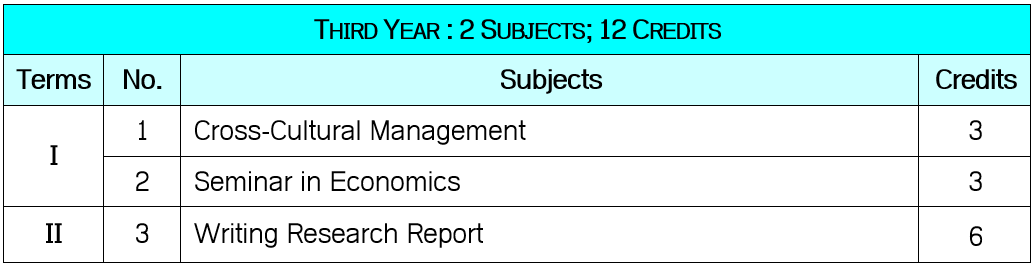 THIRD YEAR : 2 SUBJECTS; 12 CREDITS
Terms No. Subjects Credits
I 1 Cross-Cultural Management 3
2 Seminar in Economics 3
II 3 Writing Research Report 6